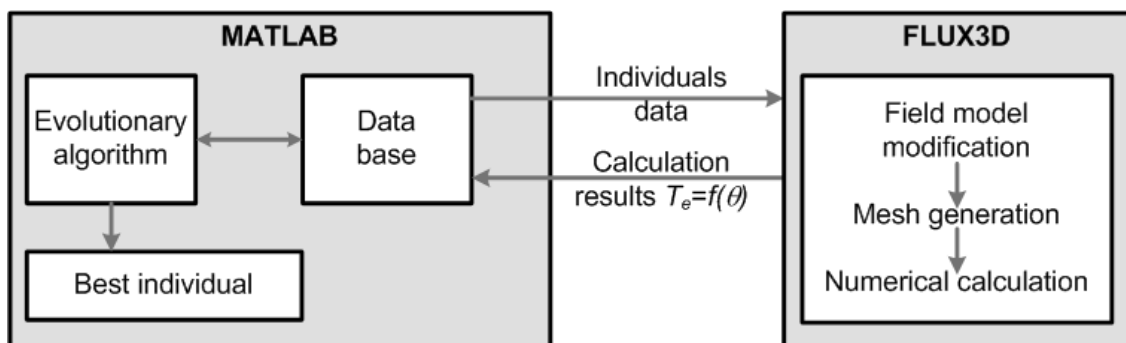 MATLAB
Evolutionary
algorithm
Data
base
Best individual
Individuals
data
Calculation
results T_e=f(θ)
FLUX3D
Field model
modification
Mesh generation
Numerical calculation